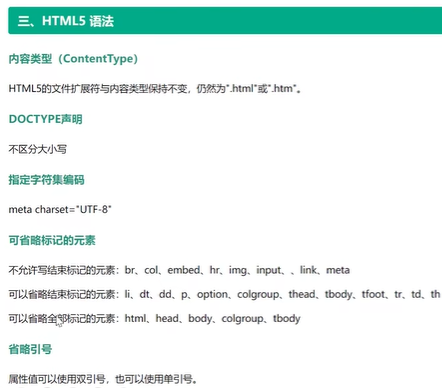 三、HTML5 语法
内容类型（ContentType）
HTML5的文件扩展符与内容类型保持不变，仍然为".html"或".htm"。
DOCTYPE声明
不区分大小写
指定字符集编码
meta charset="UTF-8"
可省略标记的元素
不允许写结束标记的元素：br、col、embed、hr、img、input、、link、meta
可以省略结束标记的元素：li、dt、dd、p、option、colgroup、thead、tbody、tfoot、tr、td、th
可以省略全部标记的元素：html、head、body、colgroup、tbody
省略引号
属性值可以使用双引号，也可以使用单引号。